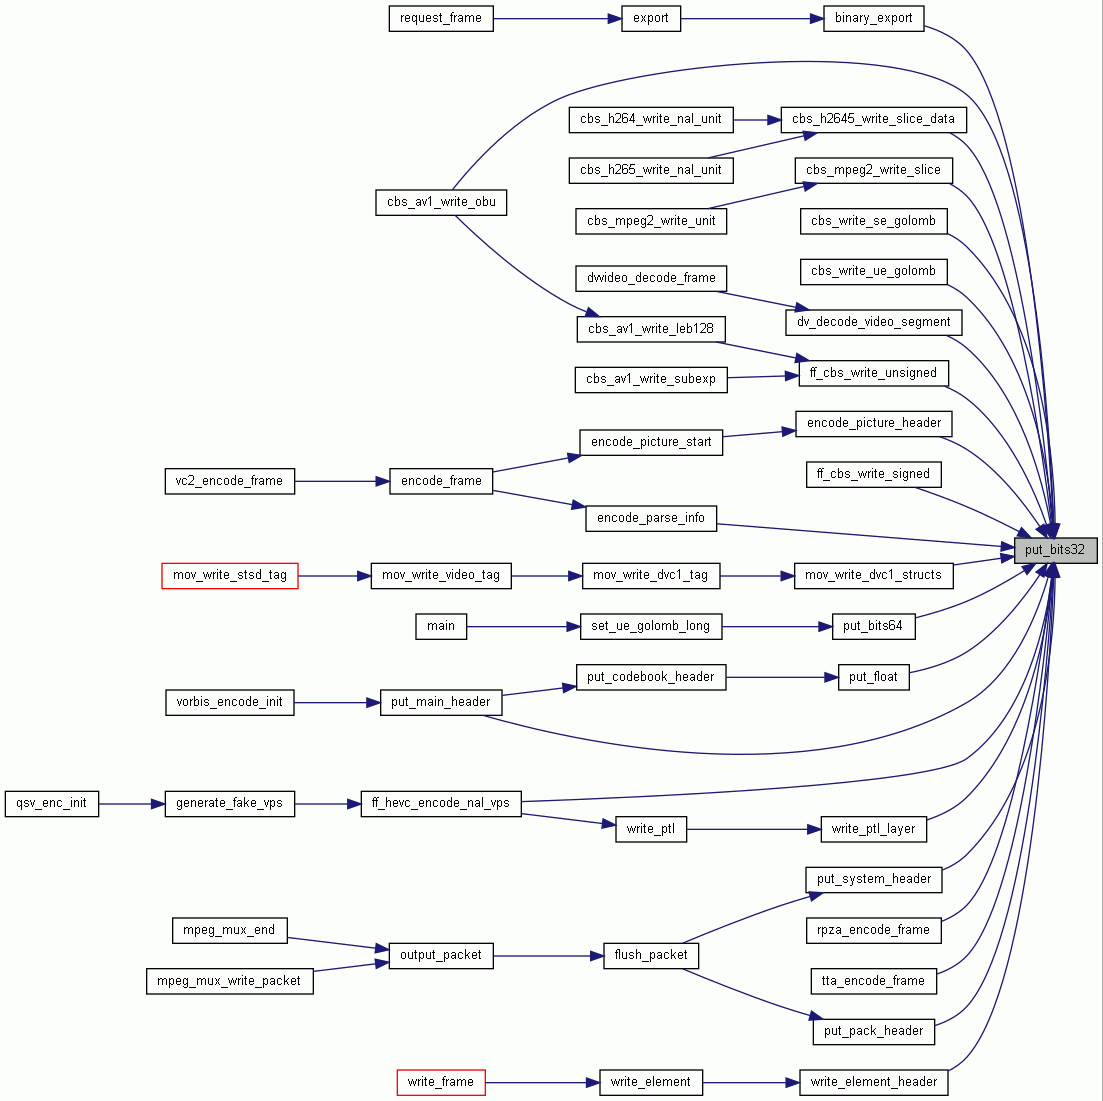 request_frame
export
binary_export
cbs_h264_write_nal_unit
cbs_h2645_write_slice_data
cbs_h265_write_nal_unit
cbs_mpeg2_write_slice
cbs_av1_write_obu
cbs_mpeg2_write_unit
cbs_write_se_golomb
dwideo_decode_frame
cbs_write_ue_golomb
cbs_av1_write_leb128
dv_decode_video_segment
cbs_av1_write_subexp
ff_cbs_write_unsigned
encode_picture_start
encode_picture_header
vc2_encode_frame
encode_frame
ff_cbs_write_signed
encode_parse_info
put_bits32
mov_write_stsd_tag
mov_write_video_tag
mov_write_dvc1_tag
mov_write_dvc1_structs
main
set_ue_golomb_long
put_bits64
put_codebook_header
put_float
vorbis_encode_init
put_main_header
qsv_enc_init
generate_fake_vps
ff_hevc_encode_nal_vps
write_ptl
write_ptl_layer
put_system_header
mpeg_mux_end
rpza_encode_frame
output_packet
flush_packet
mpeg_mux_write_packet
tta_encode_frame
put_pack_header
write_frame
write_element
write_element_header